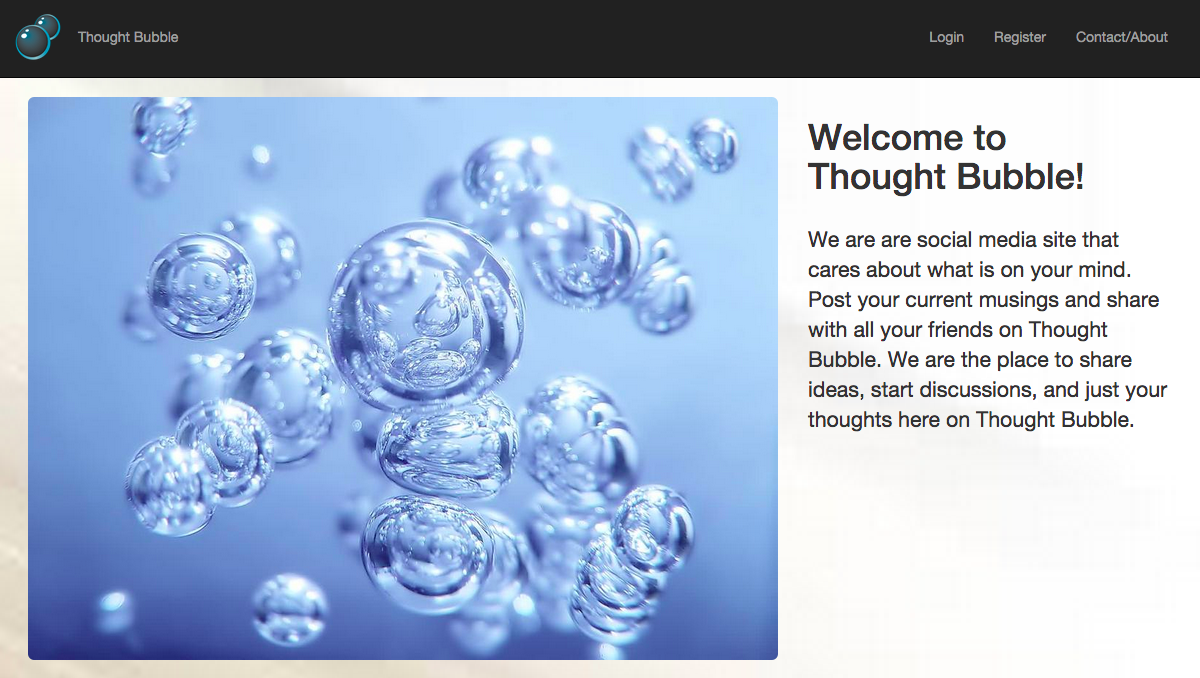 Thought Bubble
Login Register Contact/About
Welcome to
Thought Bubble!
We are are social media site that
cares about what is on your mind.
Post your current musings and share
with all your friends on Thought
Bubble. We are the place to share
ideas, start discussions, and just your
thoughts here on Thought Bubble.